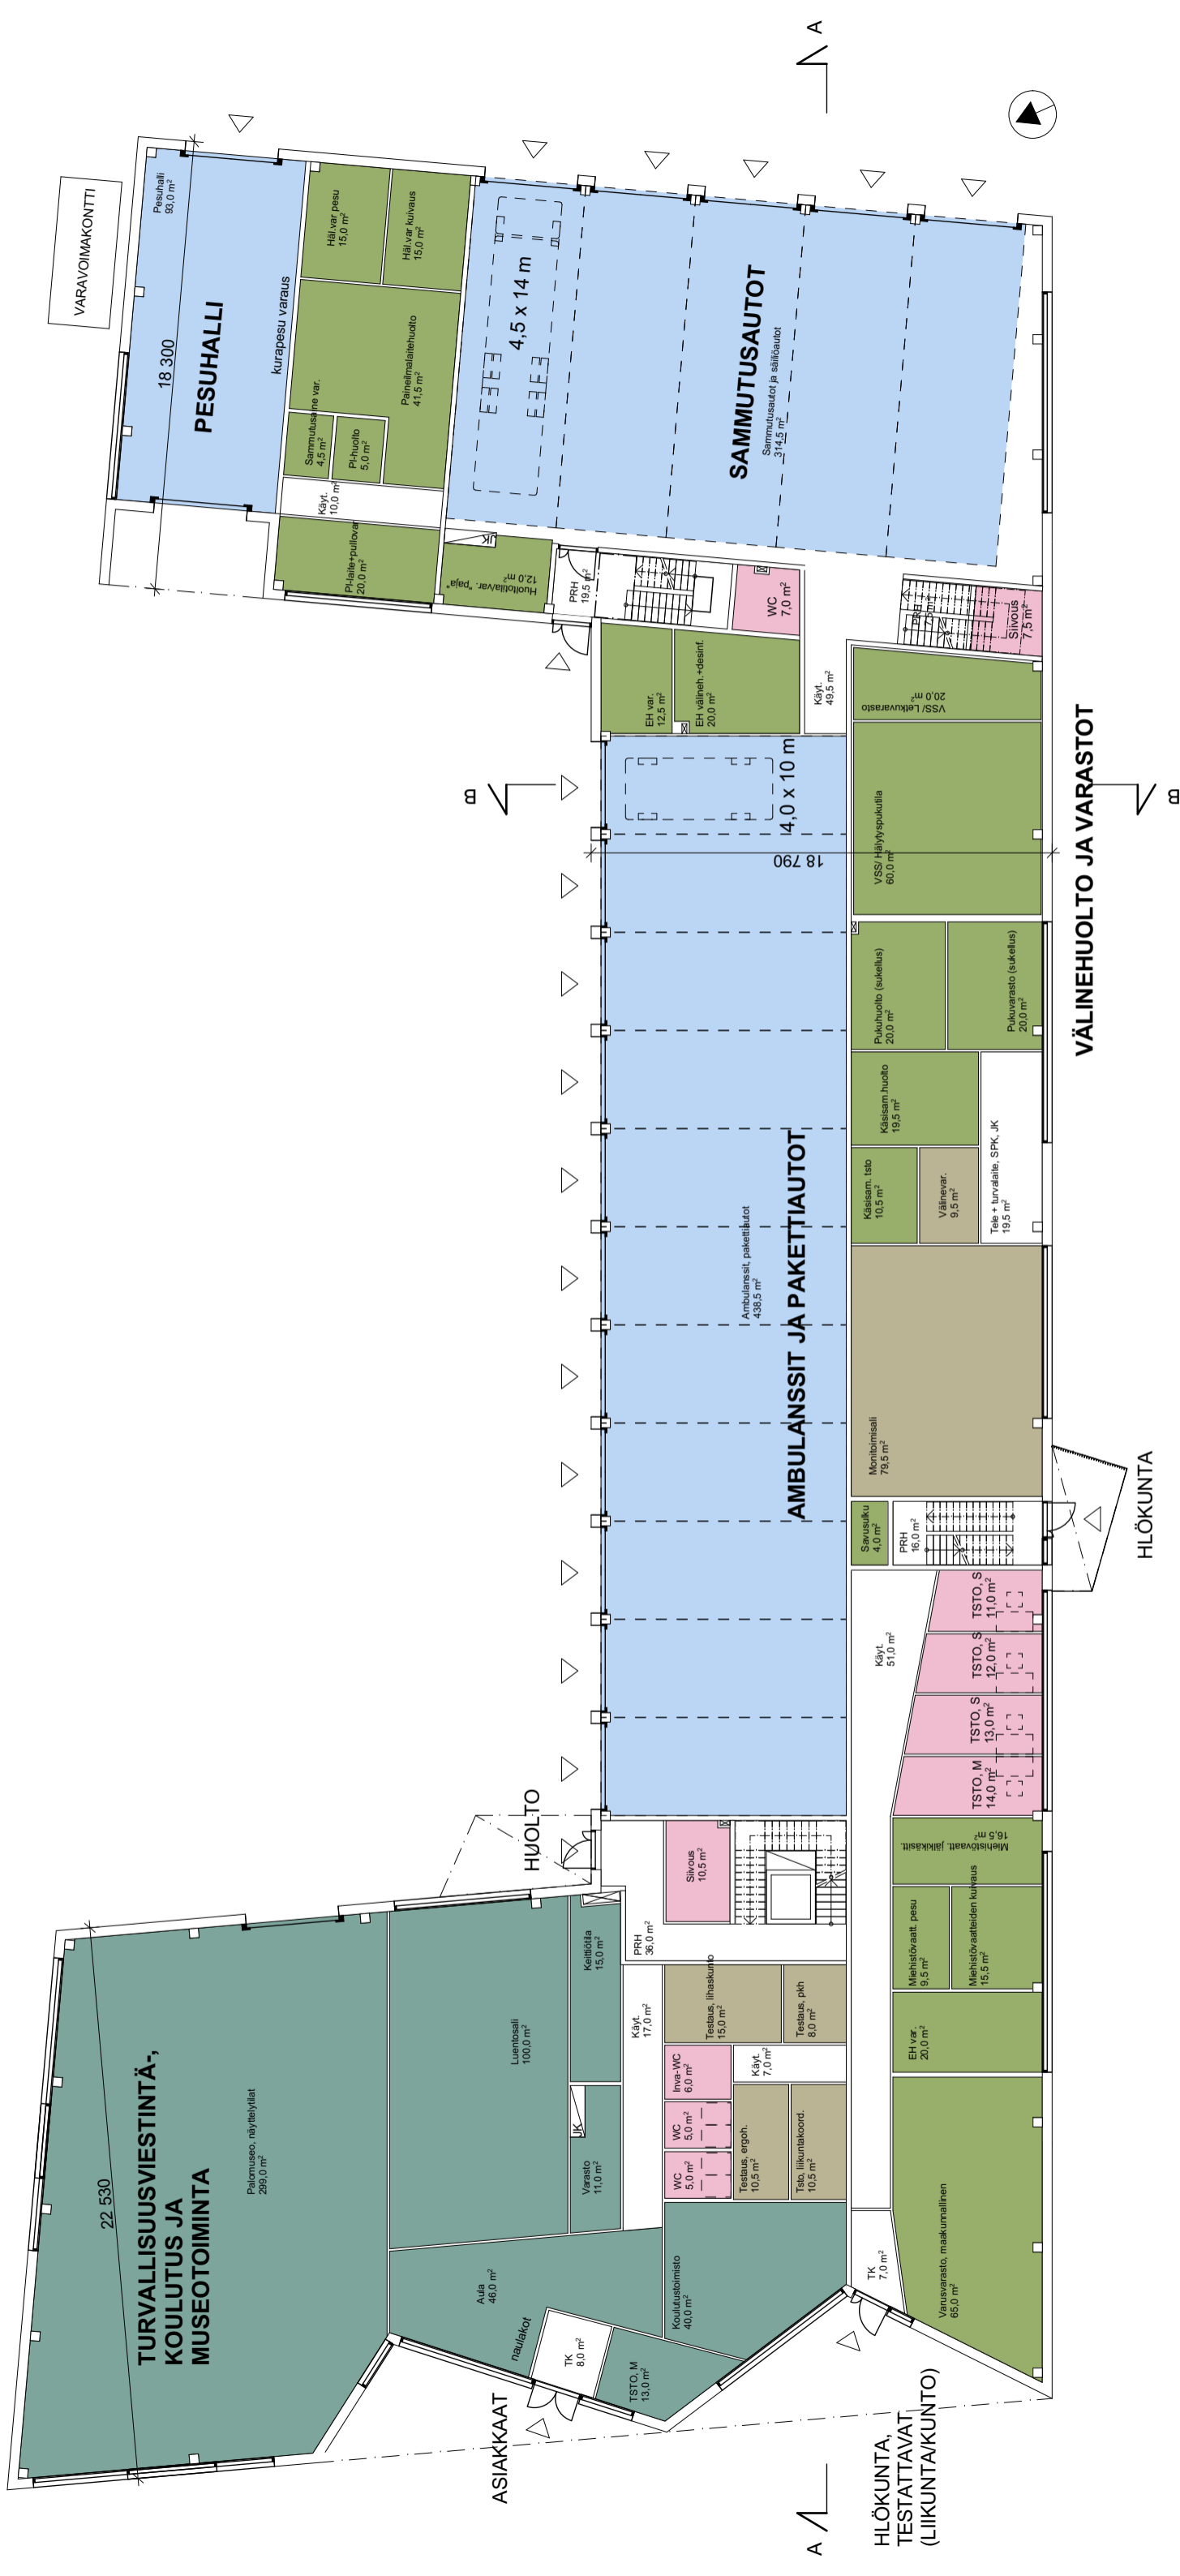 A
VARAVOIMAKONTTI
Pesuhalli
93,0 m²
18 300
PESUHALLI
kurapesu varaus
Häl.var pesu
15,0 m²
Häl.var kuivaus
15,0 m²
Paineilmalaitehuolto
41,5 m²
Sammutusaine var.
4,5 m²
Pl-huolto
5,0 m²
Käyt.
10,0 m²
Pl-laite+pullovar
20,0 m²
4,5 x 14 m
SAMMUTUSAUTOT
Sammutusautot ja säiliöautot
314,5 m²
JK
Huoltotila/var. "paja"
12,0 m²
PRH
19,5 m²
WC
7,0 m²
PRH
7,5 m²
Siivous
7,5 m²
EH var.
12,5 m²
EH välineh.+desinf.
20,0 m²
Käyt.
49,5 m²
VSS/ Letkuvarasto
20,0 m²
B
B
4,0 x 10 m
18 790
VSS/ Hälytyspukutila
60,0 m²
VÄLINEHUOLTO JA VARASTOT
Pukuhuolto (sukellus)
20,0 m²
Pukuvarasto (sukellus)
20,0 m²
Käsisam.huolto
19,5 m²
Käsisam. tsto
10,5 m²
Välinevar.
9,5 m²
Tele + turvalaite, SPK, JK
19,5 m²
Ambulanssit, pakettiautot
438,5 m²
AMBULANSSIT JA PAKETTIAUTOT
Monitoimisali
79,5 m²
Savusulku
4,0 m²
PRH
16,0 m²
HLÖKUNTA
Käyt.
51,0 m²
TSTO, S
11,0 m²
TSTO, S
12,0 m²
TSTO, S
13,0 m²
TSTO, M
14,0 m²
HUOLTO
Siivous
10,5 m²
Miehistövaatt. jälkikäsitt.
16,5 m²
Miehistövaatt. pesu
9,5 m²
Miehistövaatteiden kuivaus
15,5 m²
PRH
36,0 m²
Keittiötila
15,0 m²
Luentosali
100,0 m²
Käyt.
17,0 m²
Testaus, lihaskunto
15,0 m²
Testaus, pkh
8,0 m²
EH var.
20,0 m²
Inva-WC
6,0 m²
Käyt.
7,0 m²
WC
5,0 m²
WC
5,0 m²
Testaus, ergoh.
10,5 m²
Tsto, liikuntakoord.
10,5 m²
JK
Varasto
11,0 m²
TURVALLISUUSVIESTINTÄ-,
KOULUTUS JA
MUSEOTOIMINTA
Palomuseo, näyttelytilat
299,0 m²
22 530
Aula
46,0 m²
naulakot
Koulutustoimisto
40,0 m²
TK
8,0 m²
TSTO, M
13,0 m²
TK
7,0 m²
Varusvarasto, maakunnallinen
65,0 m²
ASIAKKAAT
HLÖKUNTA,
TESTATTAVAT
(LIIKUNTA/KUNTO)
A